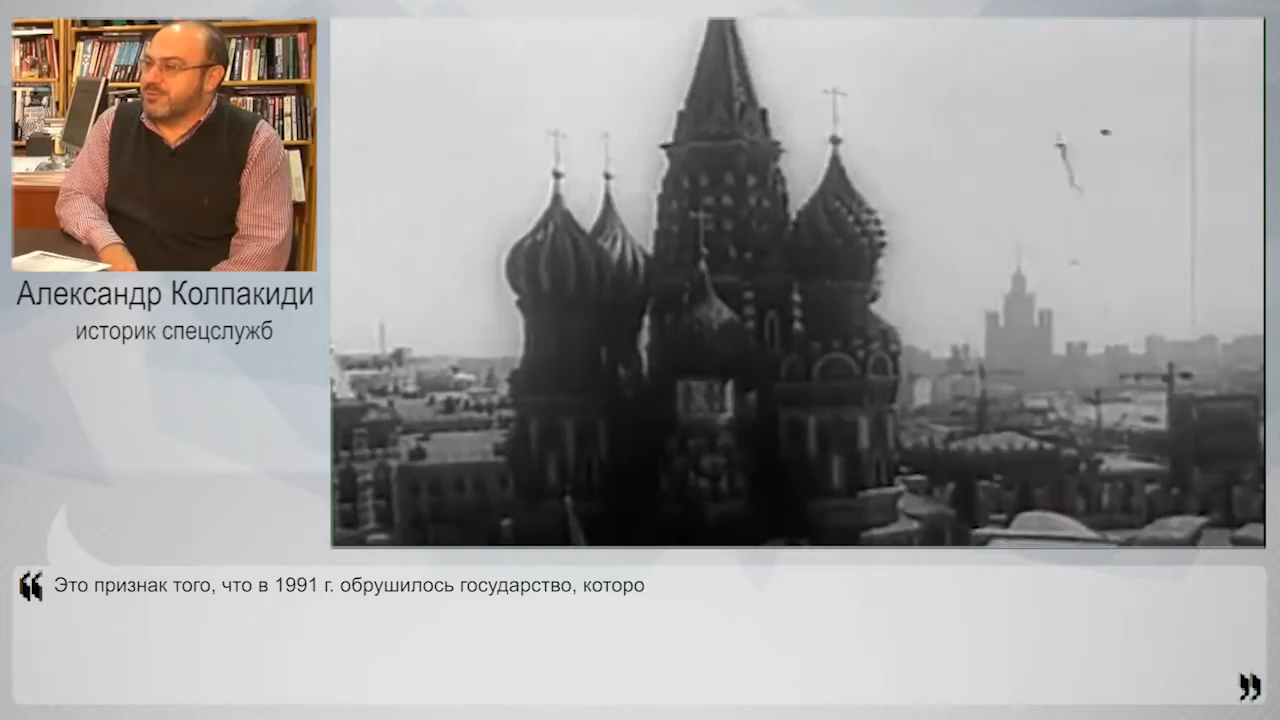 Александр Колпакиди
историк спецслужб
Это признак того, что в 1991 г. обрушилось государство, которо